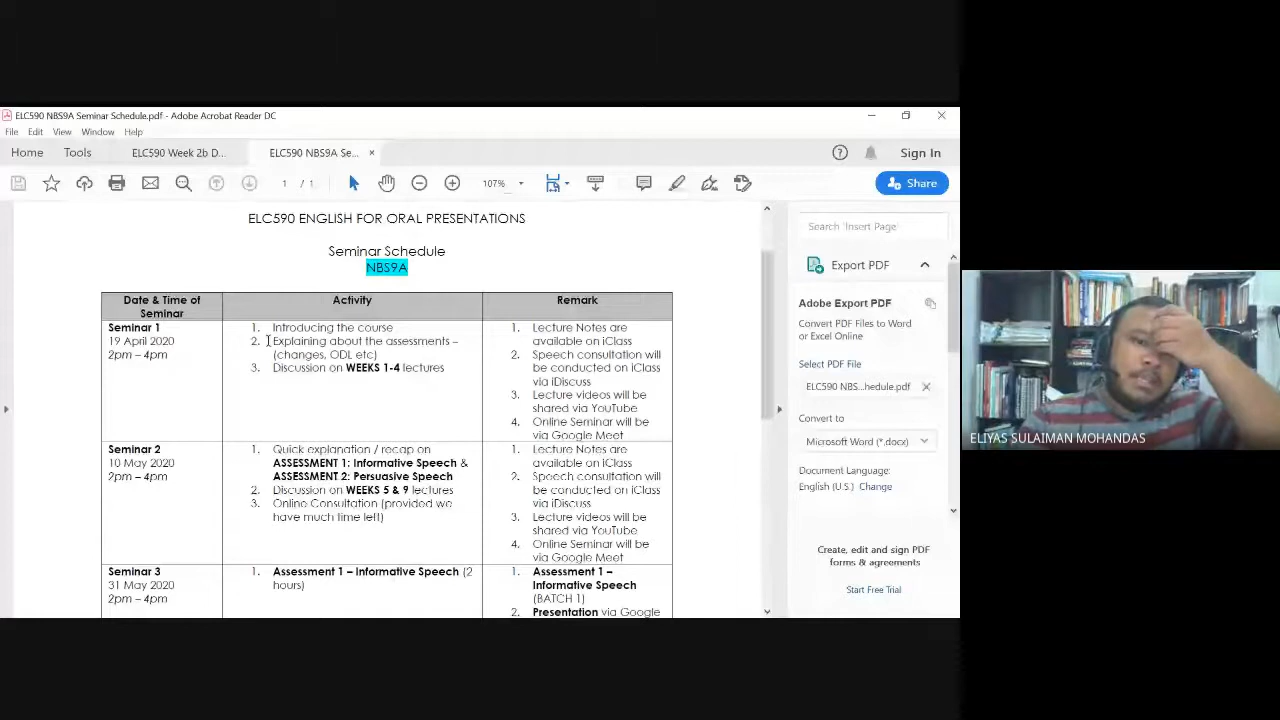 ELC590 NBS9A Seminar Schedule.pdf - Adobe Acrobat Reader DC
File Edit View Window Help
Home Tools ELC590 Week 2b D... ELC590 NBS9A Se... × Sign In
1 / 1 107% Share
ELC590 ENGLISH FOR ORAL PRESENTATIONS
Seminar Schedule
NBS9A
Date & Time of Seminar
Activity
Remark
Seminar 1
19 April 2020
2pm – 4pm
1. Introducing the course
2. Explaining about the assessments –
(changes, ODL etc)
3. Discussion on WEEKS 1-4 lectures
1. Lecture Notes are
available on iClass
2. Speech consultation will
be conducted on iClass
via iDiscuss
3. Lecture videos will be
shared via YouTube
4. Online Seminar will be
via Google Meet
Seminar 2
10 May 2020
2pm – 4pm
1. Quick explanation / recap on
ASSESSMENT 1: Informative Speech &
ASSESSMENT 2: Persuasive Speech
2. Discussion on WEEKS 5 & 9 lectures
3. Online Consultation (provided we
have much time left)
1. Lecture Notes are
available on iClass
2. Speech consultation will
be conducted on iClass
via iDiscuss
3. Lecture videos will be
shared via YouTube
4. Online Seminar will be
via Google Meet
Seminar 3
31 May 2020
2pm – 4pm
1. Assessment 1 – Informative Speech (2
hours)
1. Assessment 1 –
Informative Speech
(BATCH 1)
2. Presentation via Google
Search 'Insert Page'
Export PDF
Adobe Export PDF
Convert PDF Files to Word
or Excel Online
Select PDF File
ELC590 NBS...hedule.pdf
Convert to
Microsoft Word (*.docx)
Document Language:
English (U.S.) Change
Create, edit and sign PDF
forms & agreements
Start Free Trial
ELIYAS SULAIMAN MOHANDAS